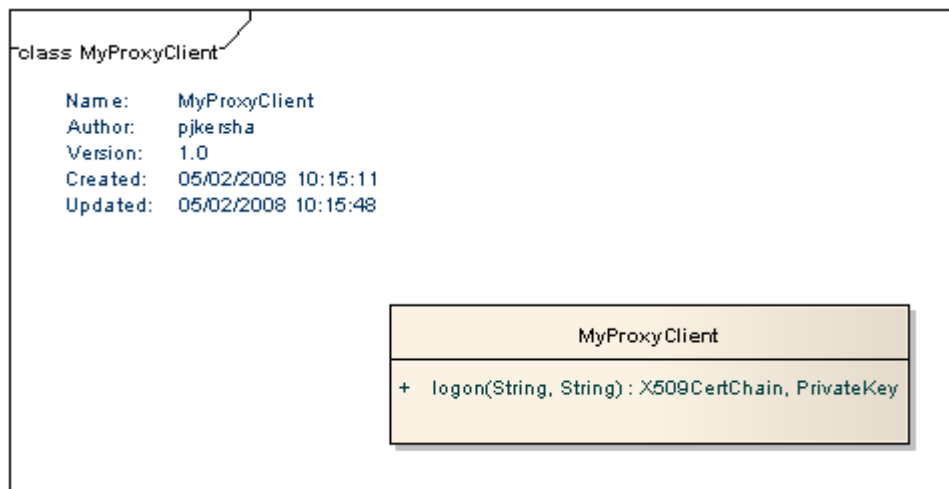 class MyProxyClient
Name: MyProxyClient
Author: pjkersha
Version: 1.0
Created: 05/02/2008 10:15:11
Updated: 05/02/2008 10:15:48
MyProxyClient
+ logon(String, String) : X509CertChain, PrivateKey